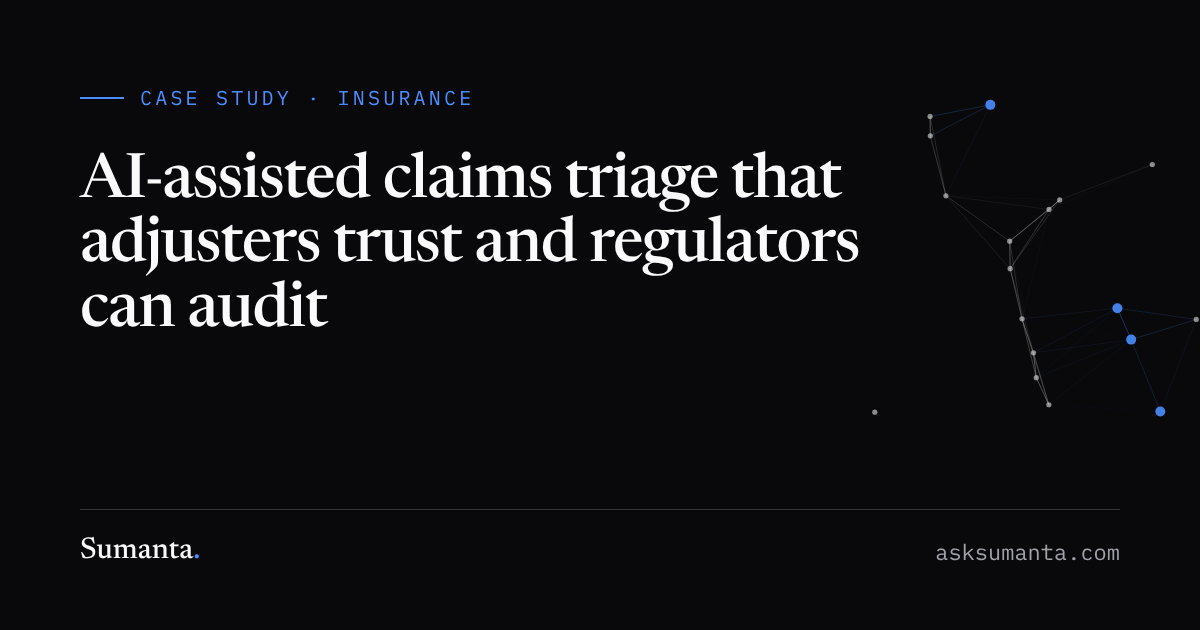 CASE STUDY · INSURANCE
AI-assisted claims triage that
adjusters trust and regulators
can audit
Sumanta.
asksumanta.com